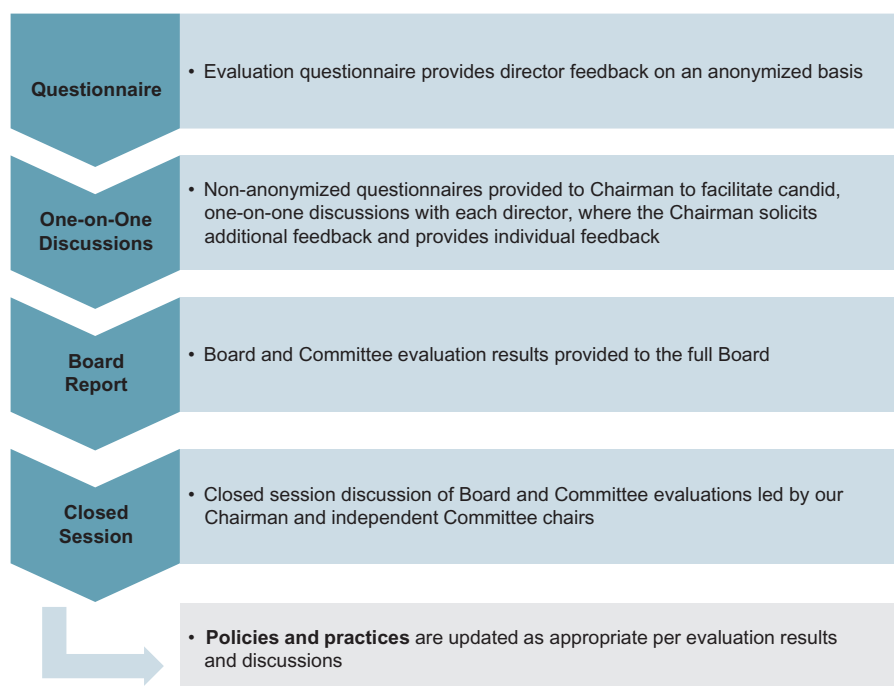 Questionnaire
• Evaluation questionnaire provides director feedback on an anonymized basis
One-on-One
Discussions
• Non-anonymized questionnaires provided to Chairman to facilitate candid,
one-on-one discussions with each director, where the Chairman solicits
additional feedback and provides individual feedback
Board
Report
• Board and Committee evaluation results provided to the full Board
Closed
Session
• Closed session discussion of Board and Committee evaluations led by our
Chairman and independent Committee chairs
• Policies and practices are updated as appropriate per evaluation results
and discussions